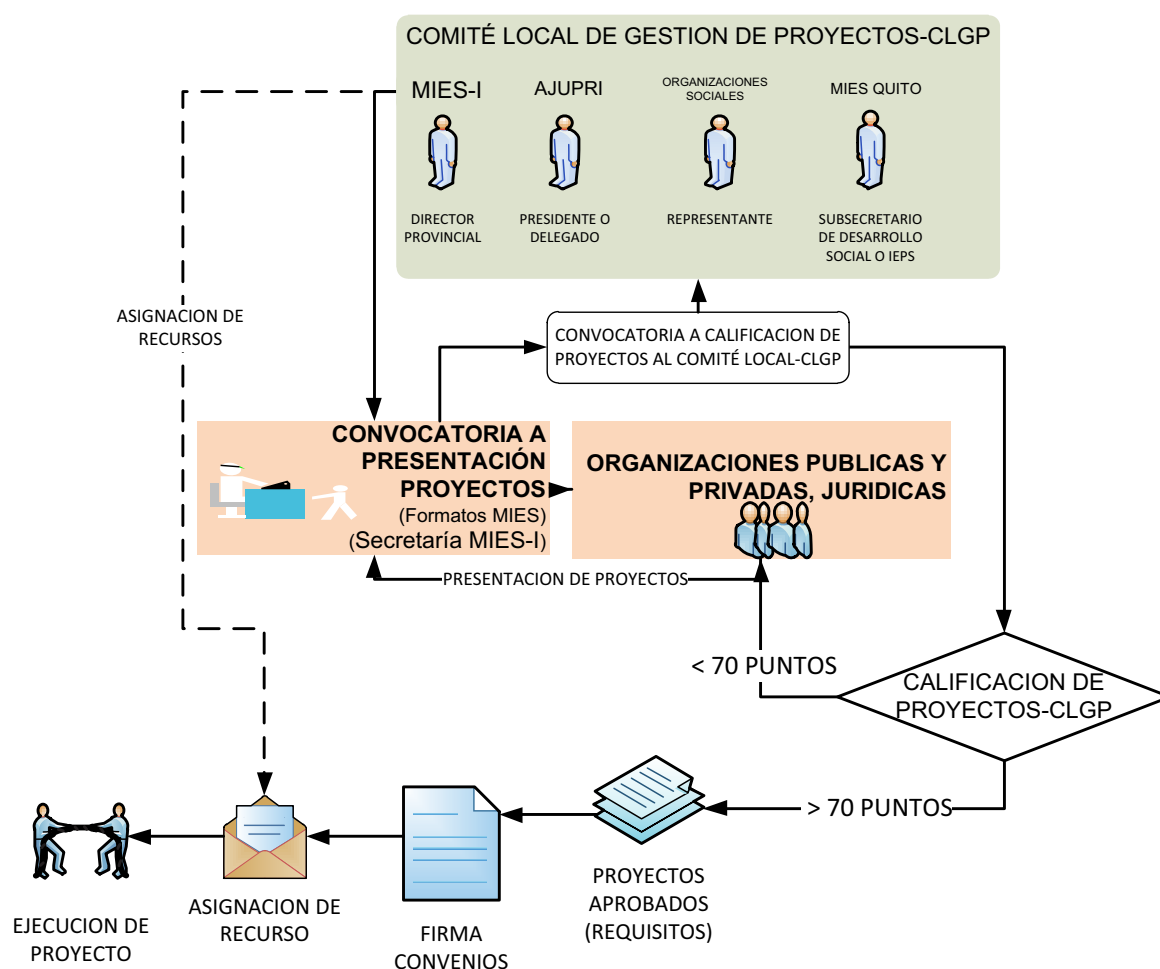 COMITÉ LOCAL DE GESTION DE PROYECTOS-CLGP
MIES-I
AJUPRI
ORGANIZACIONES
SOCIALES
MIES QUITO
DIRECTOR
PROVINCIAL
PRESIDENTE O
DELEGADO
REPRESENTANTE
SUBSECRETARIO
DE DESARROLLO
SOCIAL O IEPS
ASIGNACION DE
RECURSOS
CONVOCATORIA A CALIFICACION DE
PROYECTOS AL COMITÉ LOCAL-CLGP
CONVOCATORIA A
PRESENTACIÓN
PROYECTOS
(Formatos MIES)
(Secretaría MIES-I)
ORGANIZACIONES PUBLICAS Y
PRIVADAS, JURIDICAS
PRESENTACION DE PROYECTOS
< 70 PUNTOS
CALIFICACION DE
PROYECTOS-CLGP
> 70 PUNTOS
PROYECTOS
APROBADOS
(REQUISITOS)
FIRMA
CONVENIOS
ASIGNACION DE
RECURSO
EJECUCION DE
PROYECTO